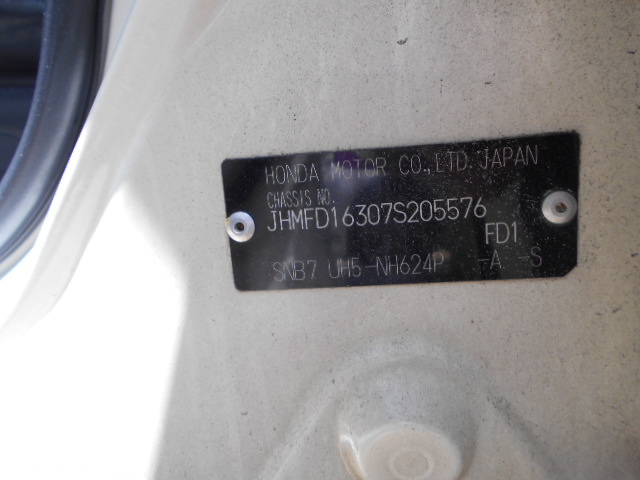 HONDA MOTOR CO.,LTD. JAPAN
CHASSIS NO.
JHMFD16307S205576
FD1
SNB7 UH5-NH624P -A -S